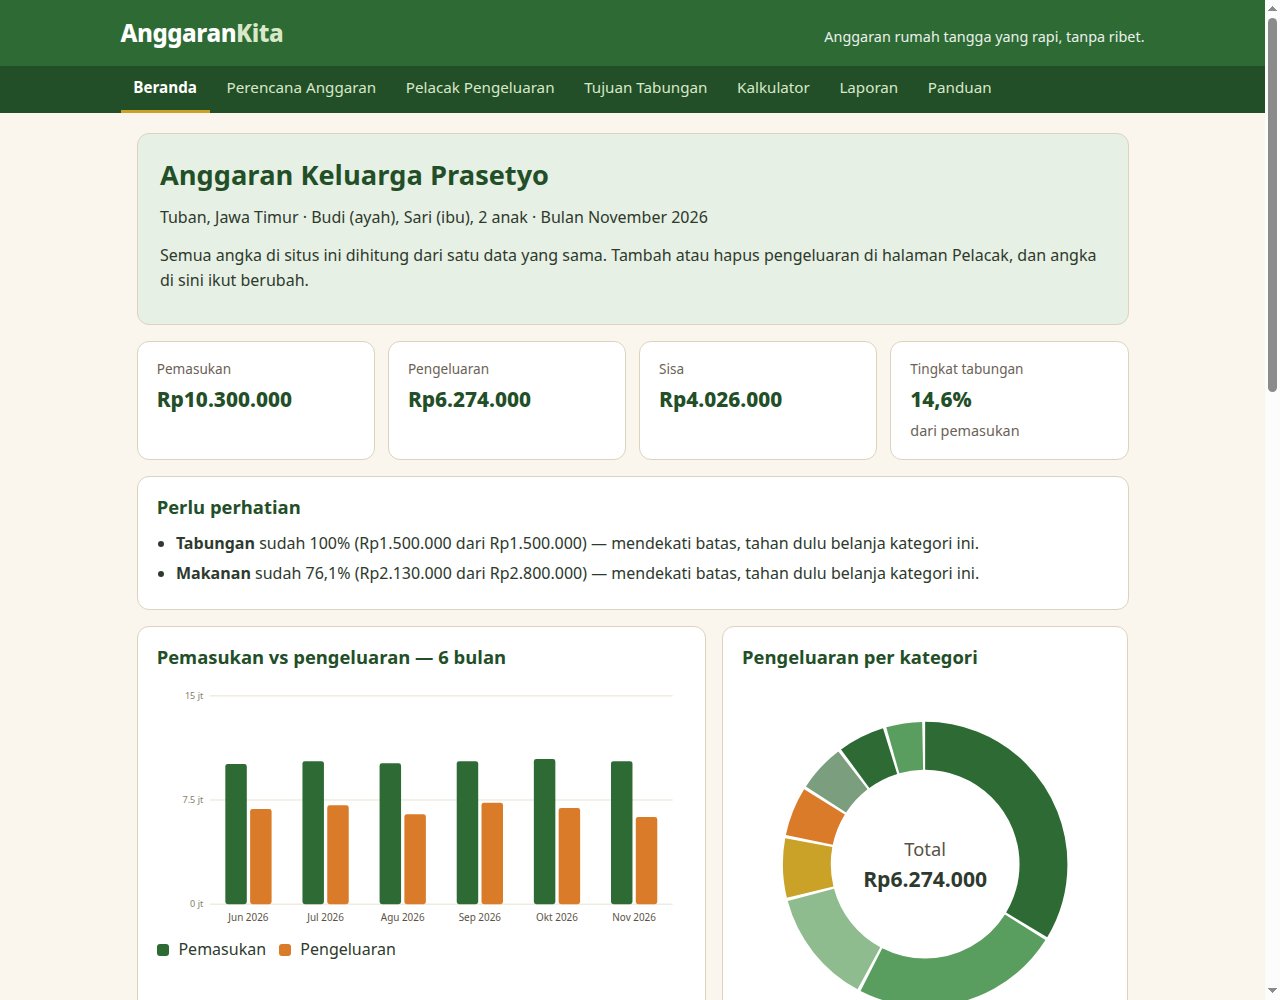 AnggaranKita
Anggaran rumah tangga yang rapi, tanpa ribet.
Beranda Perencana Anggaran Pelacak Pengeluaran Tujuan Tabungan Kalkulator Laporan Panduan
Anggaran Keluarga Prasetyo
Tuban, Jawa Timur · Budi (ayah), Sari (ibu), 2 anak · Bulan November 2026
Semua angka di situs ini dihitung dari satu data yang sama. Tambah atau hapus pengeluaran di halaman Pelacak, dan angka
di sini ikut berubah.
Pemasukan
Rp10.300.000
Pengeluaran
Rp6.274.000
Sisa
Rp4.026.000
Tingkat tabungan
14,6%
dari pemasukan
Perlu perhatian
• Tabungan sudah 100% (Rp1.500.000 dari Rp1.500.000) — mendekati batas, tahan dulu belanja kategori ini.
• Makanan sudah 76,1% (Rp2.130.000 dari Rp2.800.000) — mendekati batas, tahan dulu belanja kategori ini.
Pemasukan vs pengeluaran — 6 bulan
15 jt
7.5 jt
0 jt
Jun 2026 Jul 2026 Agu 2026 Sep 2026 Okt 2026 Nov 2026
Pemasukan Pengeluaran
Pengeluaran per kategori
Total
Rp6.274.000